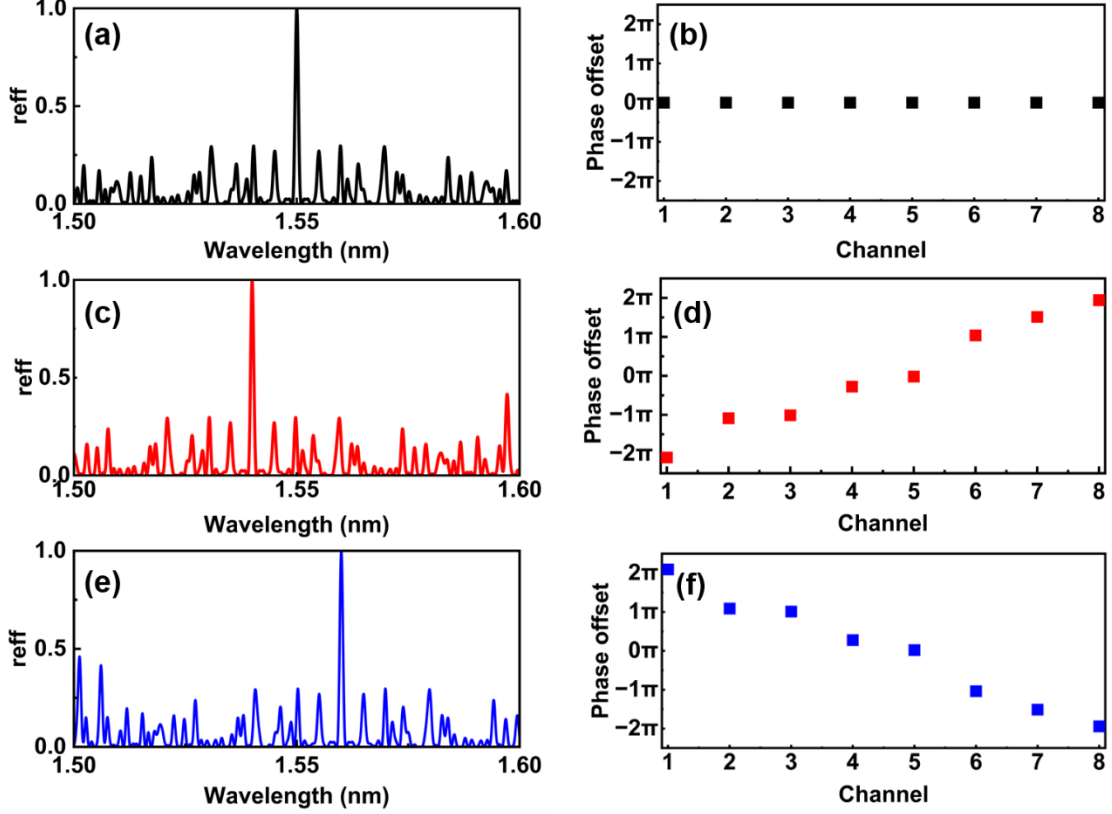 (a)
reff
1.0
0.5
0.0
1.50
1.55
1.60
Wavelength (nm)
(b)
Phase offset
2π
1π
0π
−1π
−2π
1 2 3 4 5 6 7 8
Channel
(c)
reff
1.0
0.5
0.0
1.50
1.55
1.60
Wavelength (nm)
(d)
Phase offset
2π
1π
0π
−1π
−2π
1 2 3 4 5 6 7 8
Channel
(e)
reff
1.0
0.5
0.0
1.50
1.55
1.60
Wavelength (nm)
(f)
Phase offset
2π
1π
0π
−1π
−2π
1 2 3 4 5 6 7 8
Channel